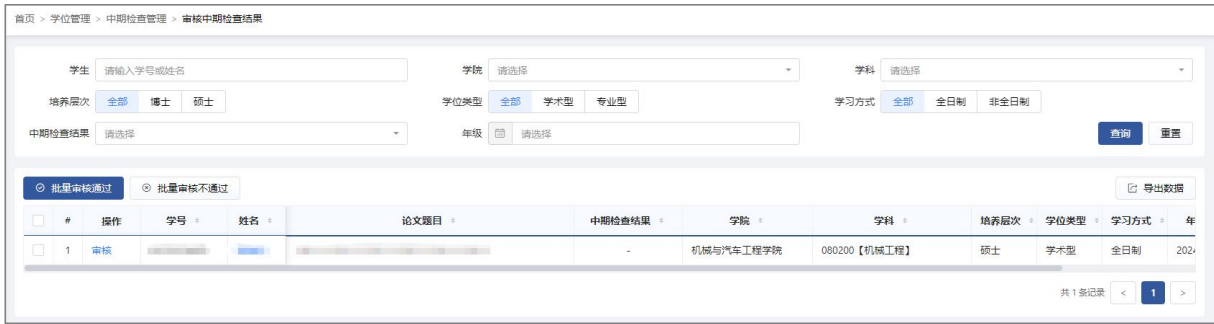 首页 > 学位管理 > 中期检查管理 > 审核中期检查结果
学生 请输入学号或姓名 学院 请选择 学科 请选择
培养层次 全部 博士 硕士 学位类型 全部 学术型 专业型 学习方式 全部 全日制 非全日制
中期检查结果 请选择 年级 请选择 查询 重置
批量审核通过 批量审核不通过 导出数据
# 操作 学号 姓名 论文题目 中期检查结果 学院 学科 培养层次 学位类型 学习方式 年
1 审核 - 机械与汽车工程学院 080200【机械工程】 硕士 学术型 全日制 2024
共 1 条记录 < 1 >